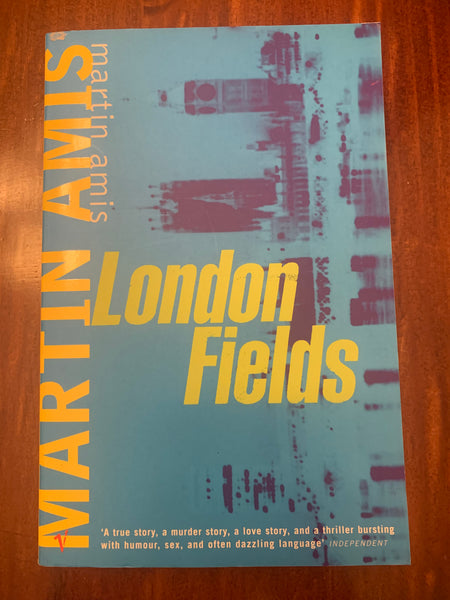 MARTIN AMIS
martin amis
London
Fields
'A true story, a murder story, a love story, and a thriller bursting
with humour, sex, and often dazzling language' INDEPENDENT
V